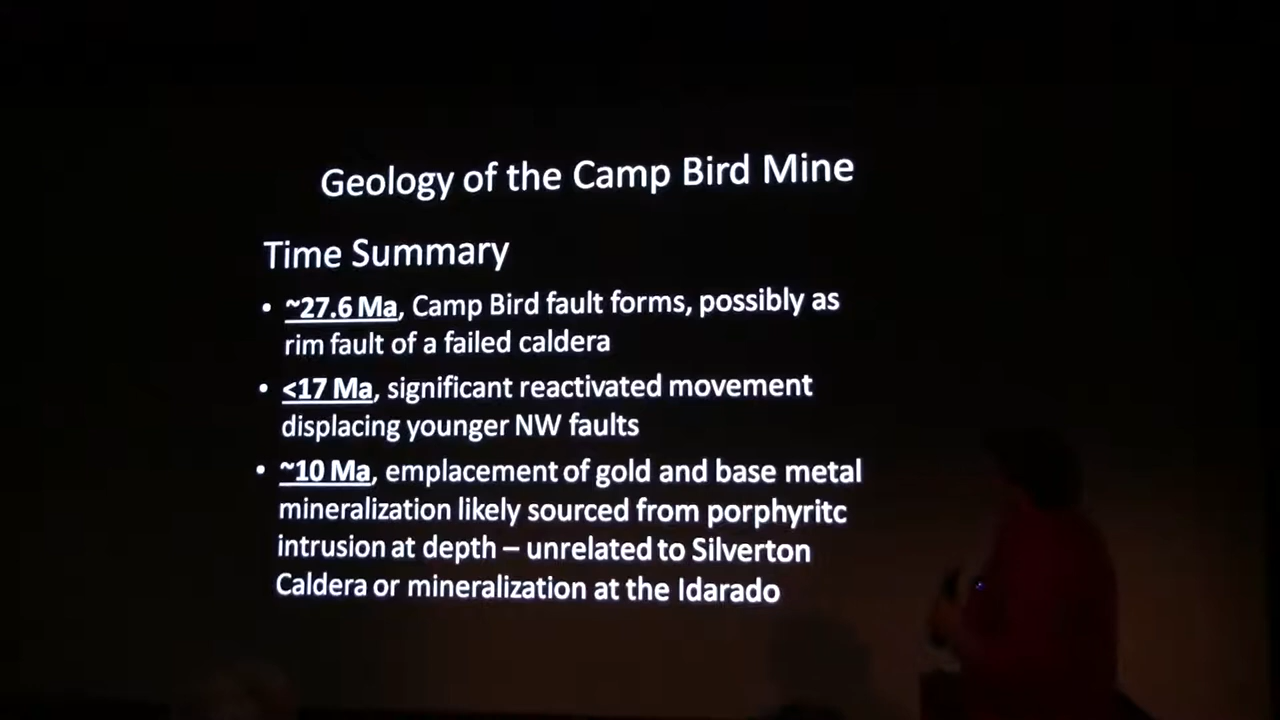 Geology of the Camp Bird Mine
Time Summary
• ~27.6 Ma, Camp Bird fault forms, possibly as
rim fault of a failed caldera
• <17 Ma, significant reactivated movement
displacing younger NW faults
• ~10 Ma, emplacement of gold and base metal
mineralization likely sourced from porphyritc
intrusion at depth – unrelated to Silverton
Caldera or mineralization at the Idarado